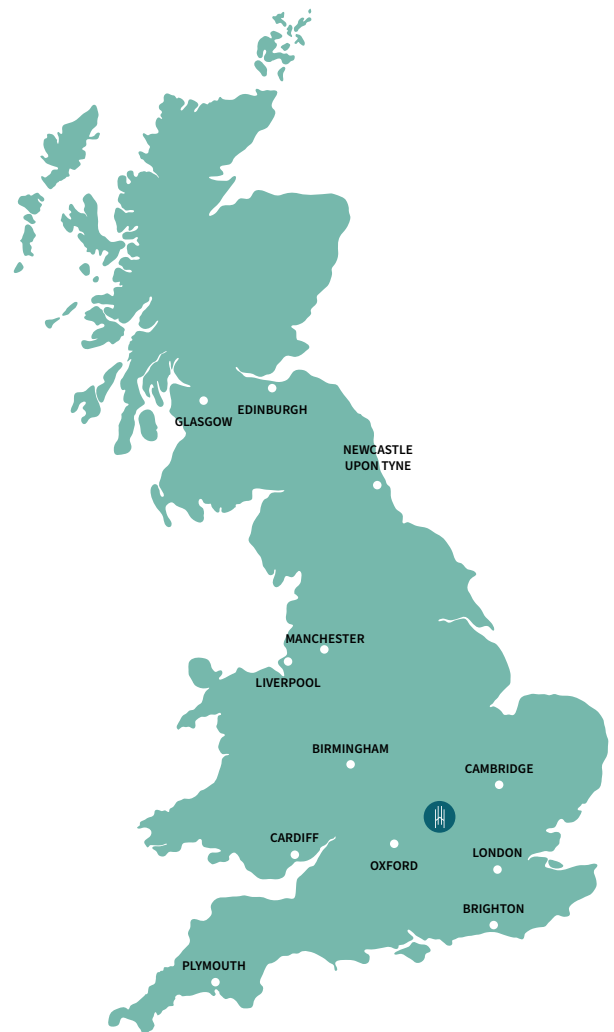 EDINBURGH
GLASGOW
NEWCASTLE
UPON TYNE
MANCHESTER
LIVERPOOL
BIRMINGHAM
CAMBRIDGE
CARDIFF
LONDON
OXFORD
BRIGHTON
PLYMOUTH